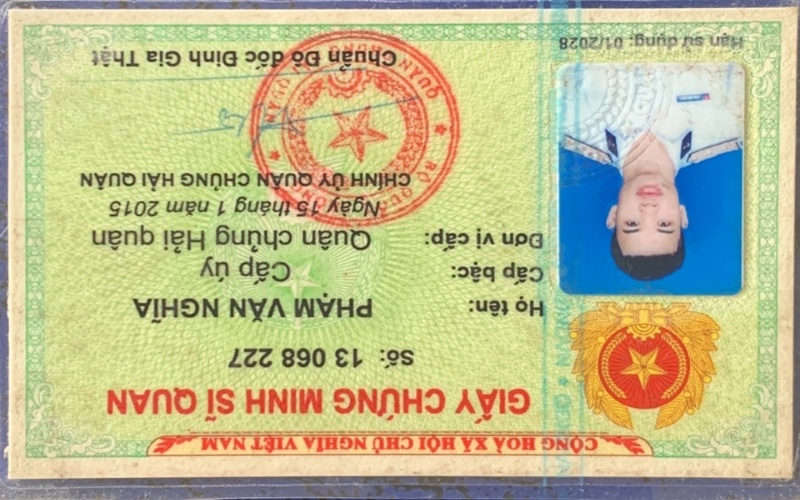 CỘNG HOÀ XÃ HỘI CHỦ NGHĨA VIỆT NAM
GIẤY CHỨNG MINH SĨ QUAN
Số: 13 068 227
Họ tên: PHẠM VĂN NGHĨA
Cấp bậc: Cấp úy
Đơn vị cấp: Quân chủng Hải quân
Ngày 15 tháng 1 năm 2015
CHÍNH ỦY QUÂN CHỦNG HẢI QUÂN
Chuẩn Đô đốc Đinh Gia Thật
Hạn sử dụng: 01/2028